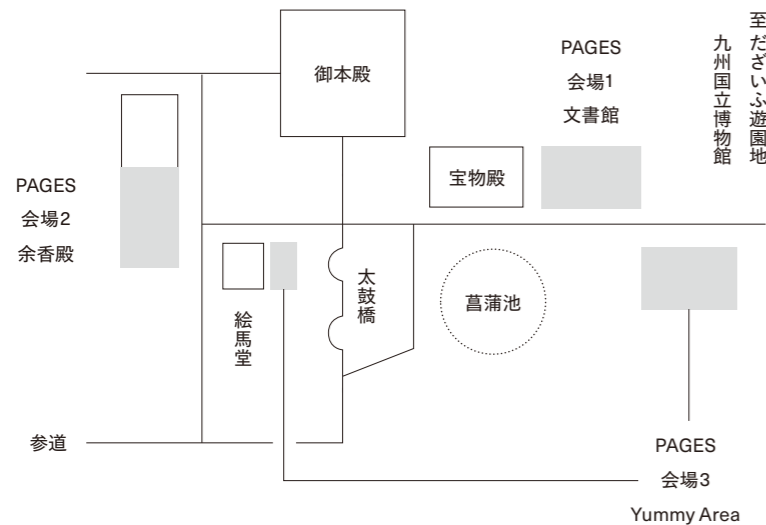 御本殿
PAGES
会場1
文書館
至だざいふ遊園地
九州国立博物館
宝物殿
PAGES
会場2
余香殿
絵馬堂
太鼓橋
菖蒲池
参道
PAGES
会場3
Yummy Area